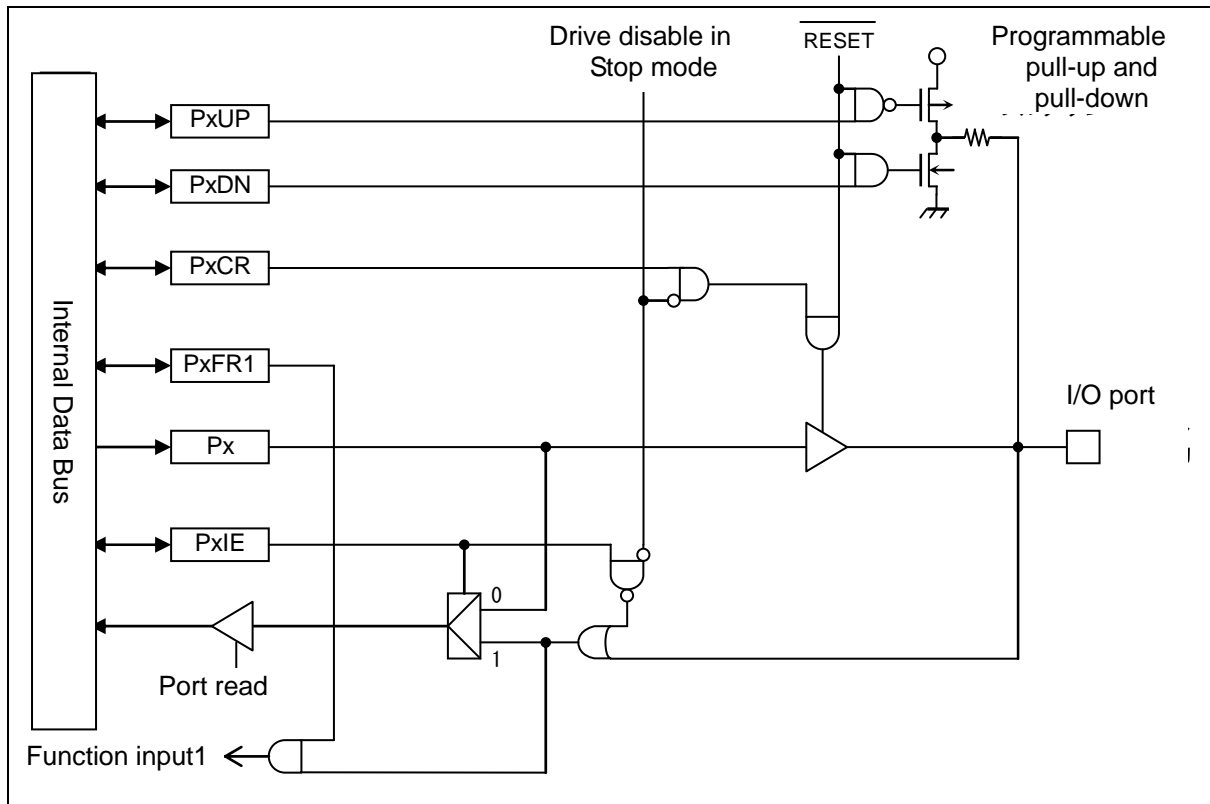 Drive disable in
Stop mode
RESET
Programmable
pull-up and
pull-down
PxUP
PxDN
PxCR
PxFR1
Px
PxIE
Internal Data Bus
I/O port
0
1
Port read
Function input1